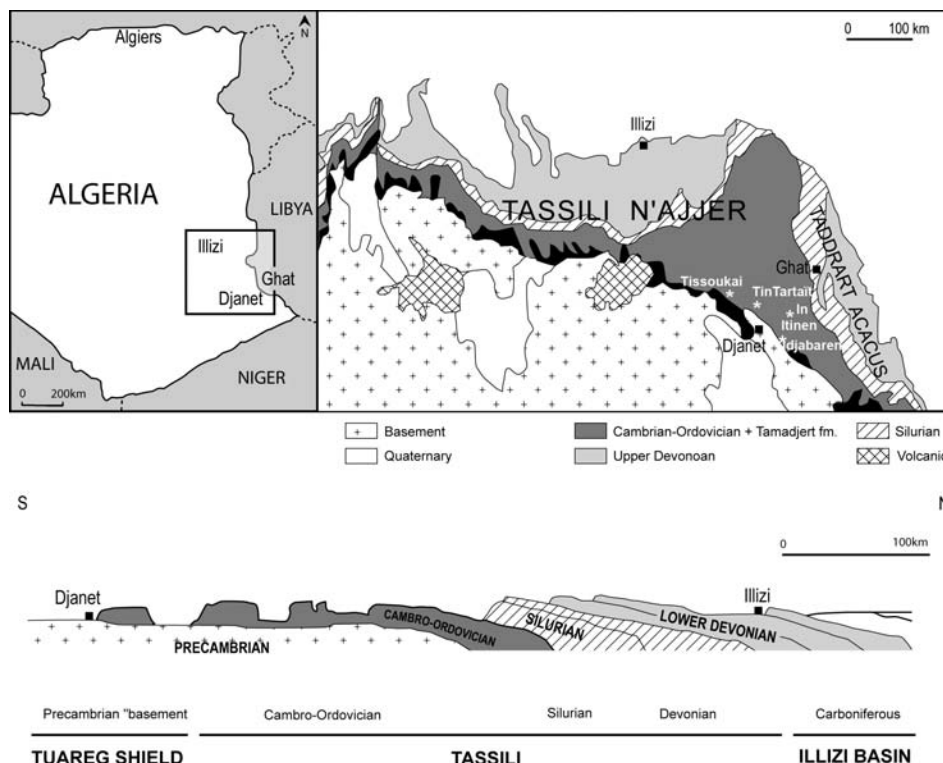 Algiers
N
ALGERIA
LIBYA
Illizi
Ghat
Djanet
MALI
NIGER
0 200km
0 100 km
Illizi
TASSILI N'AJJER
TADDRART ACACUS
Ghat
Tissoukai
TinTartaït
In
Itinen
Djanet
Idjabaren
Basement
Cambrian-Ordovician + Tamadjert fm.
Silurian
Quaternary
Upper Devonoan
Volcanic
S
0 100km
Djanet
Illizi
CAMBRO-ORDOVICIAN
SILURIAN
LOWER DEVONIAN
PRECAMBRIAN
Precambrian "basement
Cambro-Ordovician
Silurian
Devonian
Carboniferous
TUAREG SHIELD
TASSILI
ILLIZI BASIN